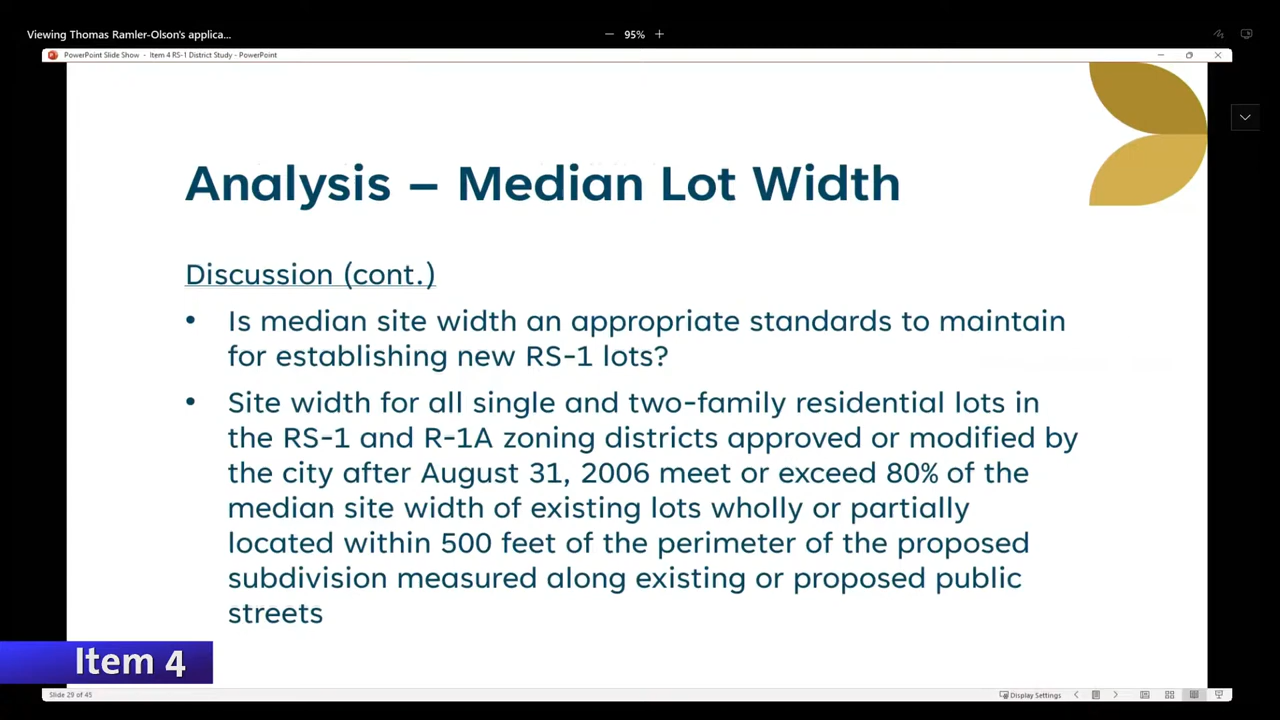 Viewing Thomas Ramler-Olson's applica...
95%
PowerPoint Slide Show - Item 4 RS-1 District Study - PowerPoint
Analysis – Median Lot Width
Discussion (cont.)
• Is median site width an appropriate standards to maintain
for establishing new RS-1 lots?
• Site width for all single and two-family residential lots in
the RS-1 and R-1A zoning districts approved or modified by
the city after August 31, 2006 meet or exceed 80% of the
median site width of existing lots wholly or partially
located within 500 feet of the perimeter of the proposed
subdivision measured along existing or proposed public
streets
Item 4
Slide 29 of 45
Display Settings